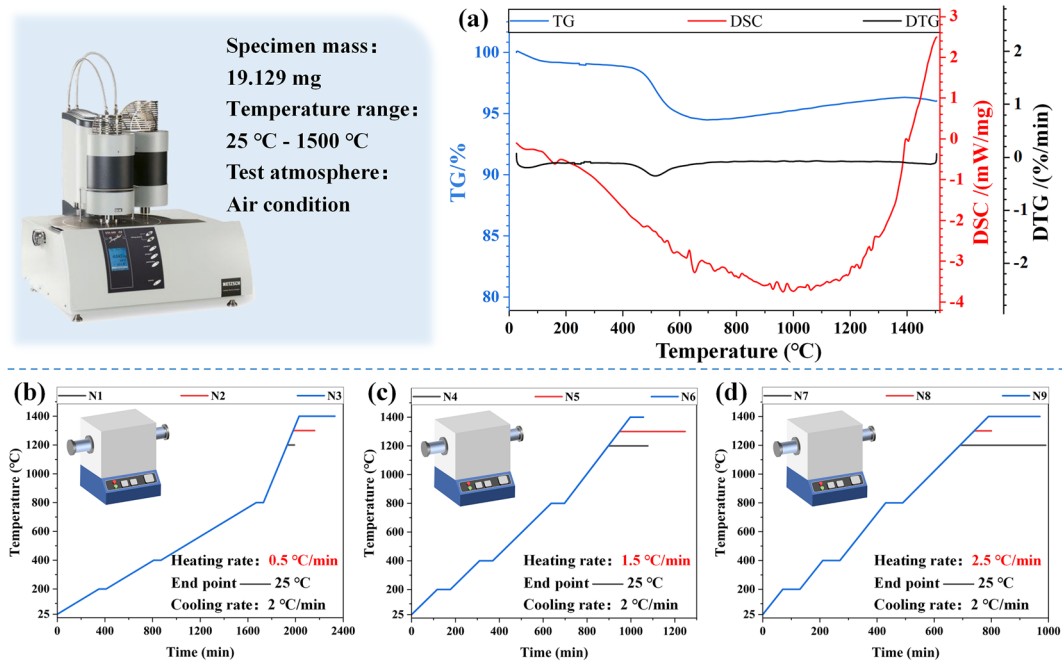 Specimen mass：
19.129 mg
Temperature range：
25 ℃ - 1500 ℃
Test atmosphere：
Air condition
NETZSCH
(a)
TG
DSC
DTG
100
95
90
85
80
TG/%
3
2
1
0
-1
-2
-3
-4
DSC /(mW/mg)
2
1
0
-1
-2
DTG /(%/min)
0
200
400
600
800
1000
1200
1400
Temperature (℃)
(b)
N1
N2
N3
1400
1200
1000
800
600
400
200
25
Temperature (℃)
Heating rate：0.5 ℃/min
End point —— 25 ℃
Cooling rate：2 ℃/min
0
400
800
1200
1600
2000
2400
Time (min)
(c)
N4
N5
N6
1400
1200
1000
800
600
400
200
25
Temperature (℃)
Heating rate：1.5 ℃/min
End point —— 25 ℃
Cooling rate：2 ℃/min
0
200
400
600
800
1000
1200
1400
Time (min)
(d)
N7
N8
N9
1400
1200
1000
800
600
400
200
25
Temperature (℃)
Heating rate：2.5 ℃/min
End point —— 25 ℃
Cooling rate：2 ℃/min
0
200
400
600
800
1000
Time (min)